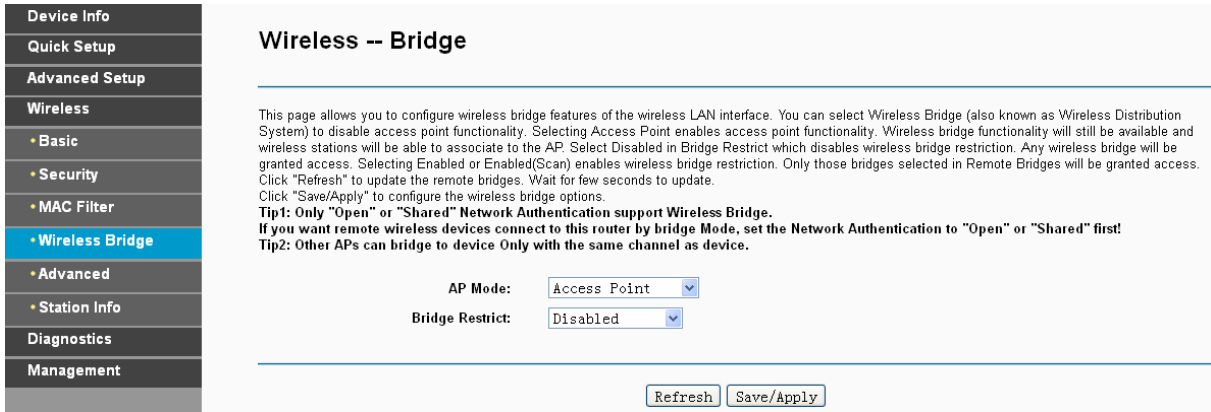 Device Info
Quick Setup
Advanced Setup
Wireless
• Basic
• Security
• MAC Filter
• Wireless Bridge
• Advanced
• Station Info
Diagnostics
Management
Wireless -- Bridge
This page allows you to configure wireless bridge features of the wireless LAN interface. You can select Wireless Bridge (also known as Wireless Distribution
System) to disable access point functionality. Selecting Access Point enables access point functionality. Wireless bridge functionality will still be available and
wireless stations will be able to associate to the AP. Select Disabled in Bridge Restrict which disables wireless bridge restriction. Any wireless bridge will be
granted access. Selecting Enabled or Enabled(Scan) enables wireless bridge restriction. Only those bridges selected in Remote Bridges will be granted access.
Click "Refresh" to update the remote bridges. Wait for few seconds to update.
Click "Save/Apply" to configure the wireless bridge options.
Tip1: Only "Open" or "Shared" Network Authentication support Wireless Bridge.
If you want remote wireless devices connect to this router by bridge Mode, set the Network Authentication to "Open" or "Shared" first!
Tip2: Other APs can bridge to device Only with the same channel as device.
AP Mode: Access Point
Bridge Restrict: Disabled
Refresh Save/Apply